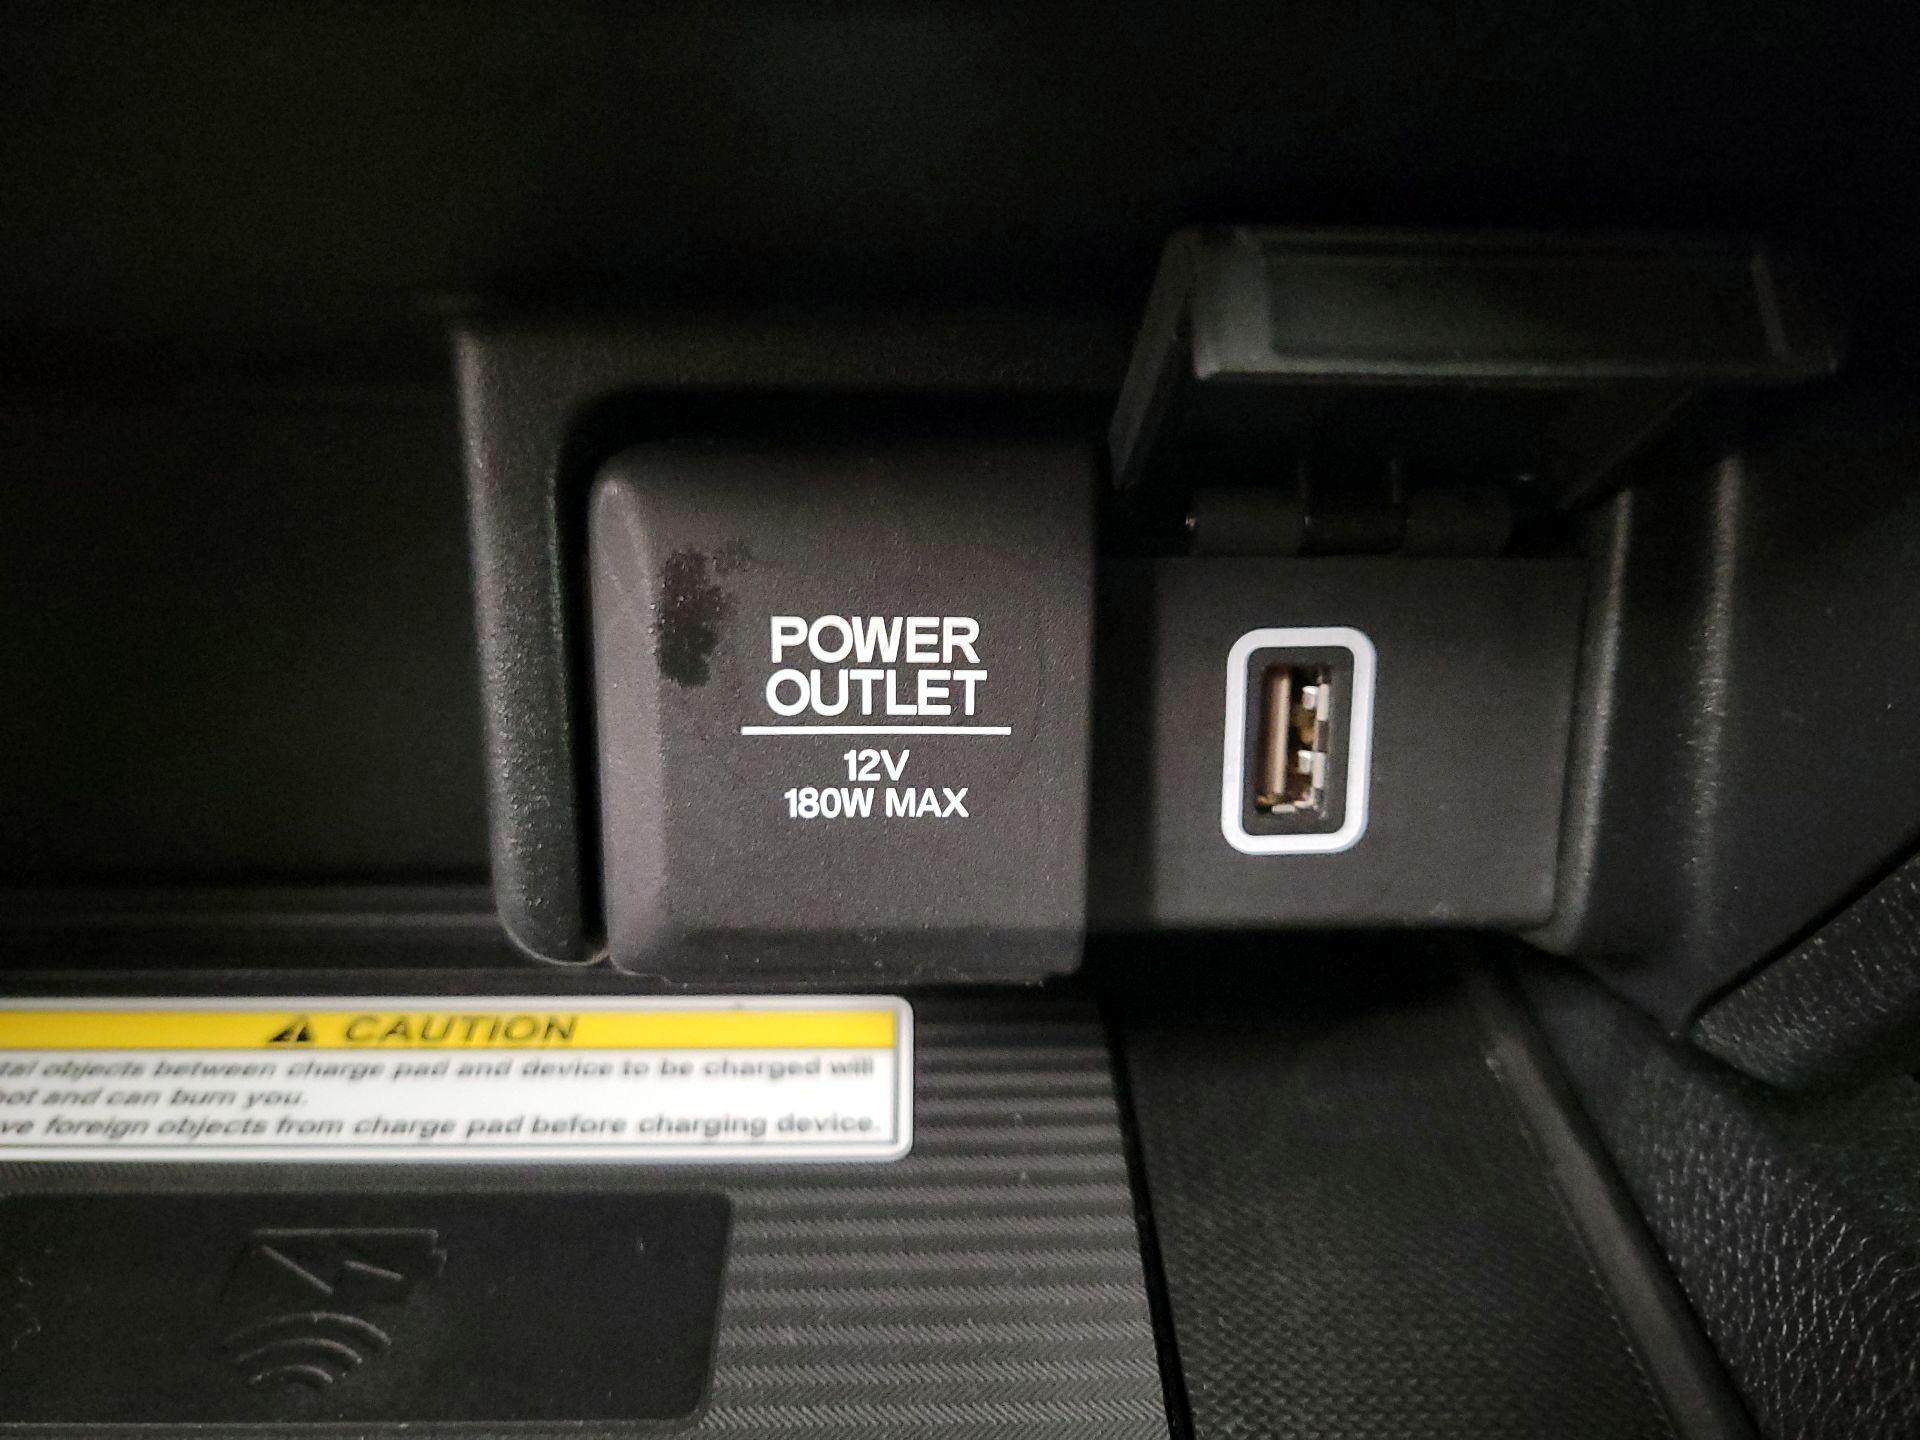 POWER
OUTLET
12V
180W MAX
CAUTION
objects between charge pad and device to be charged will
and can burn you.
foreign objects from charge pad before charging device.